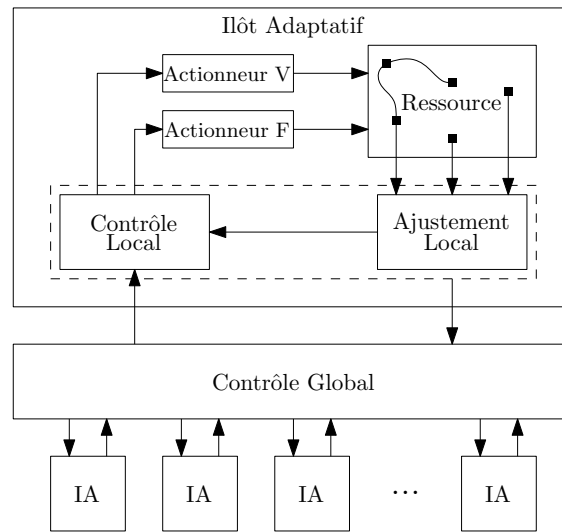 Ilôt Adaptatif
Actionneur V
Actionneur F
Ressource
Contrôle
Local
Ajustement
Local
Contrôle Global
IA
IA
IA
...
IA